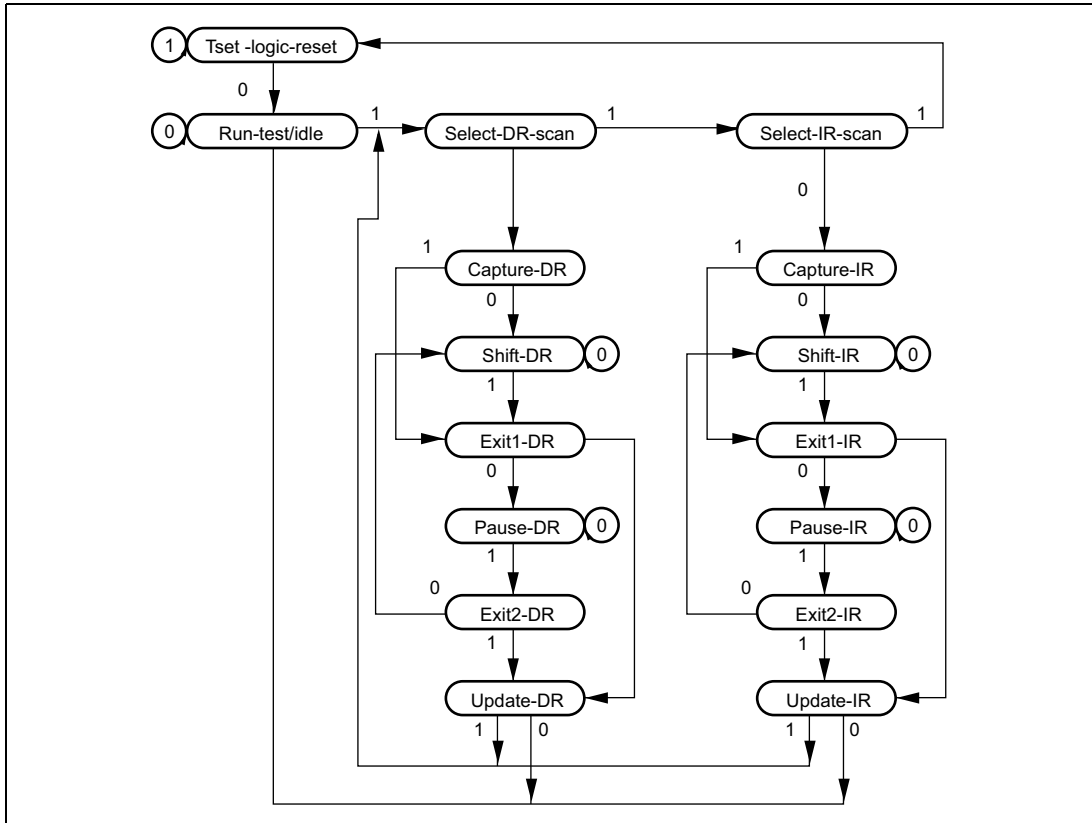 1 Tset -logic-reset
0
0 Run-test/idle 1 Select-DR-scan 1 Select-IR-scan 1
0
1 1
Capture-DR Capture-IR
0 0
Shift-DR 0 Shift-IR 0
1 1
Exit1-DR Exit1-IR
0 0
Pause-DR 0 Pause-IR 0
1 1
0 0
Exit2-DR Exit2-IR
1 1
Update-DR Update-IR
1 0 1 0